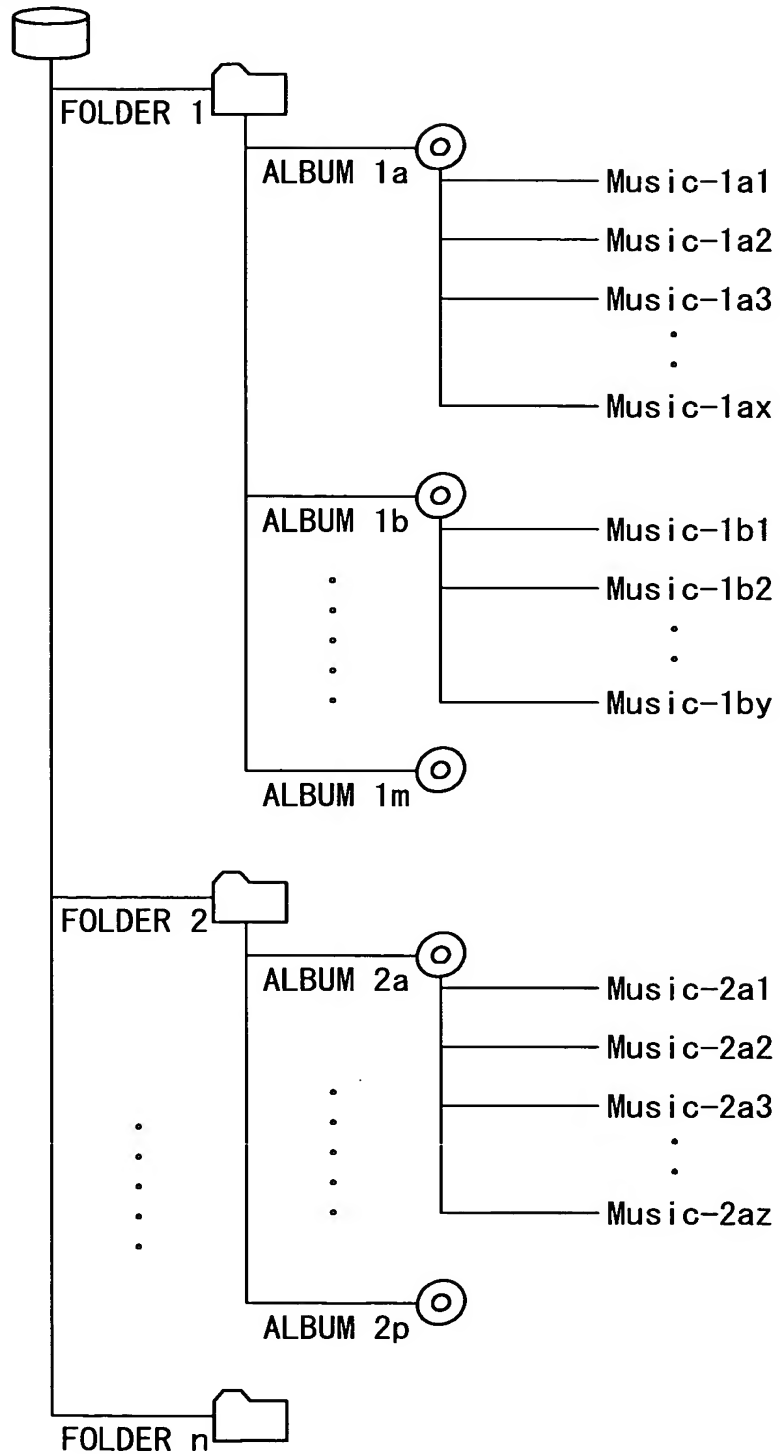 FOLDER 1
ALBUM 1a
Music-1a1
Music-1a2
Music-1a3
Music-1ax
ALBUM 1b
Music-1b1
Music-1b2
Music-1by
ALBUM 1m
FOLDER 2
ALBUM 2a
Music-2a1
Music-2a2
Music-2a3
Music-2az
ALBUM 2p
FOLDER n